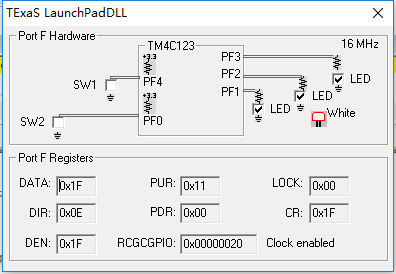 TExaS LaunchPadDLL
Port F Hardware
TM4C123
16 MHz
+3.3
PF3
PF2
PF1
SW1
PF4
LED
LED
LED
White
+3.3
SW2
PF0
Port F Registers
DATA: 0x1F PUR: 0x11 LOCK: 0x00
DIR: 0x0E PDR: 0x00 CR: 0x1F
DEN: 0x1F RCGCGPIO: 0x00000020 Clock enabled